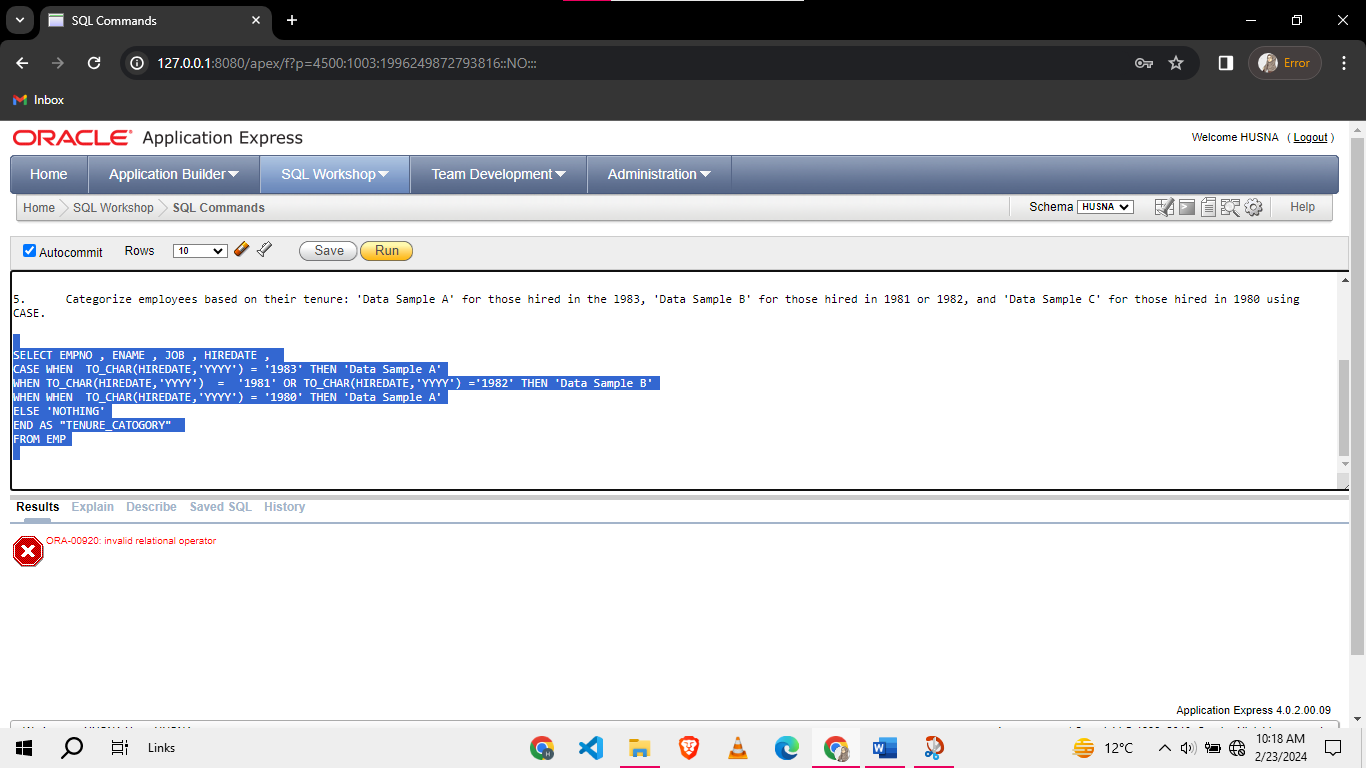 SQL Commands
127.0.0.1:8080/apex/f?p=4500:1003:1996249872793816::NO:::
Error
Inbox
ORACLE Application Express
Welcome HUSNA ( Logout )
Home Application Builder SQL Workshop Team Development Administration
Home SQL Workshop SQL Commands
Schema HUSNA Help
Autocommit Rows 10 Save Run
5. Categorize employees based on their tenure: 'Data Sample A' for those hired in the 1983, 'Data Sample B' for those hired in 1981 or 1982, and 'Data Sample C' for those hired in 1980 using
CASE.
SELECT EMPNO , ENAME , JOB , HIREDATE ,
CASE WHEN TO_CHAR(HIREDATE,'YYYY') = '1983' THEN 'Data Sample A'
WHEN TO_CHAR(HIREDATE,'YYYY') = '1981' OR TO_CHAR(HIREDATE,'YYYY') ='1982' THEN 'Data Sample B'
WHEN WHEN TO_CHAR(HIREDATE,'YYYY') = '1980' THEN 'Data Sample A'
ELSE 'NOTHING'
END AS "TENURE_CATOGORY"
FROM EMP
Results Explain Describe Saved SQL History
ORA-00920: invalid relational operator
Application Express 4.0.2.00.09
Links
12°C
10:18 AM
2/23/2024